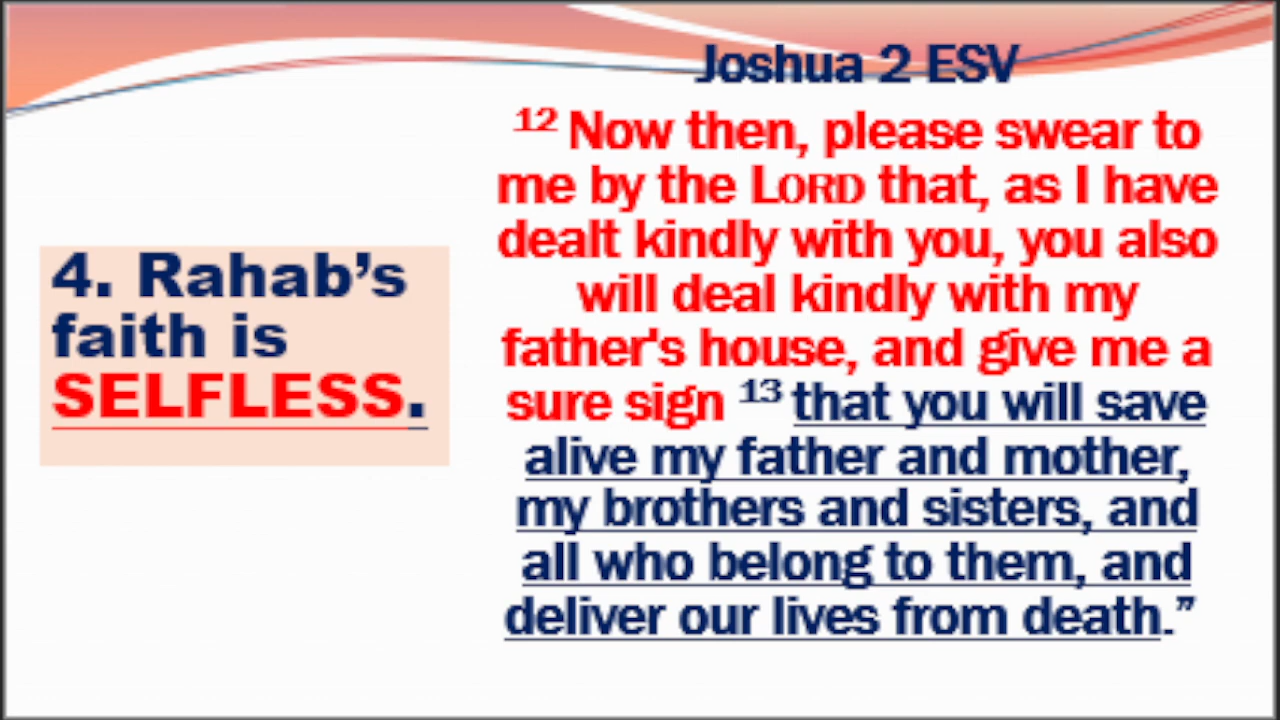 Joshua 2 ESV
12 Now then, please swear to
me by the LORD that, as I have
dealt kindly with you, you also
will deal kindly with my
father's house, and give me a
sure sign 13 that you will save
alive my father and mother,
my brothers and sisters, and
all who belong to them, and
deliver our lives from death.”
4. Rahab’s
faith is
SELFLESS.